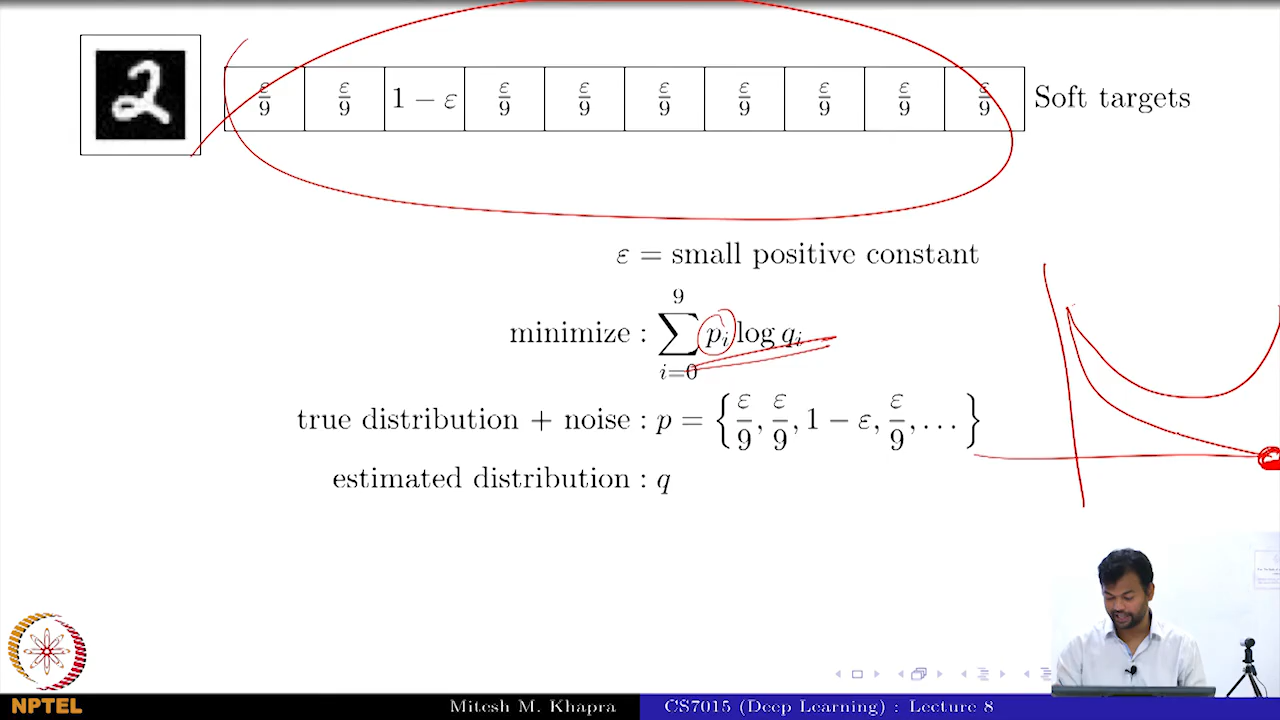 ε/9 ε/9 1 − ε ε/9 ε/9 ε/9 ε/9 ε/9 ε/9 ε/9 Soft targets
ε = small positive constant
minimize : ∑_{i=0}^{9} p_i log q_i
true distribution + noise : p = {ε/9, ε/9, 1 − ε, ε/9, . . .}
estimated distribution : q
NPTEL
Mitesh M. Khapra CS7015 (Deep Learning) : Lecture 8
2